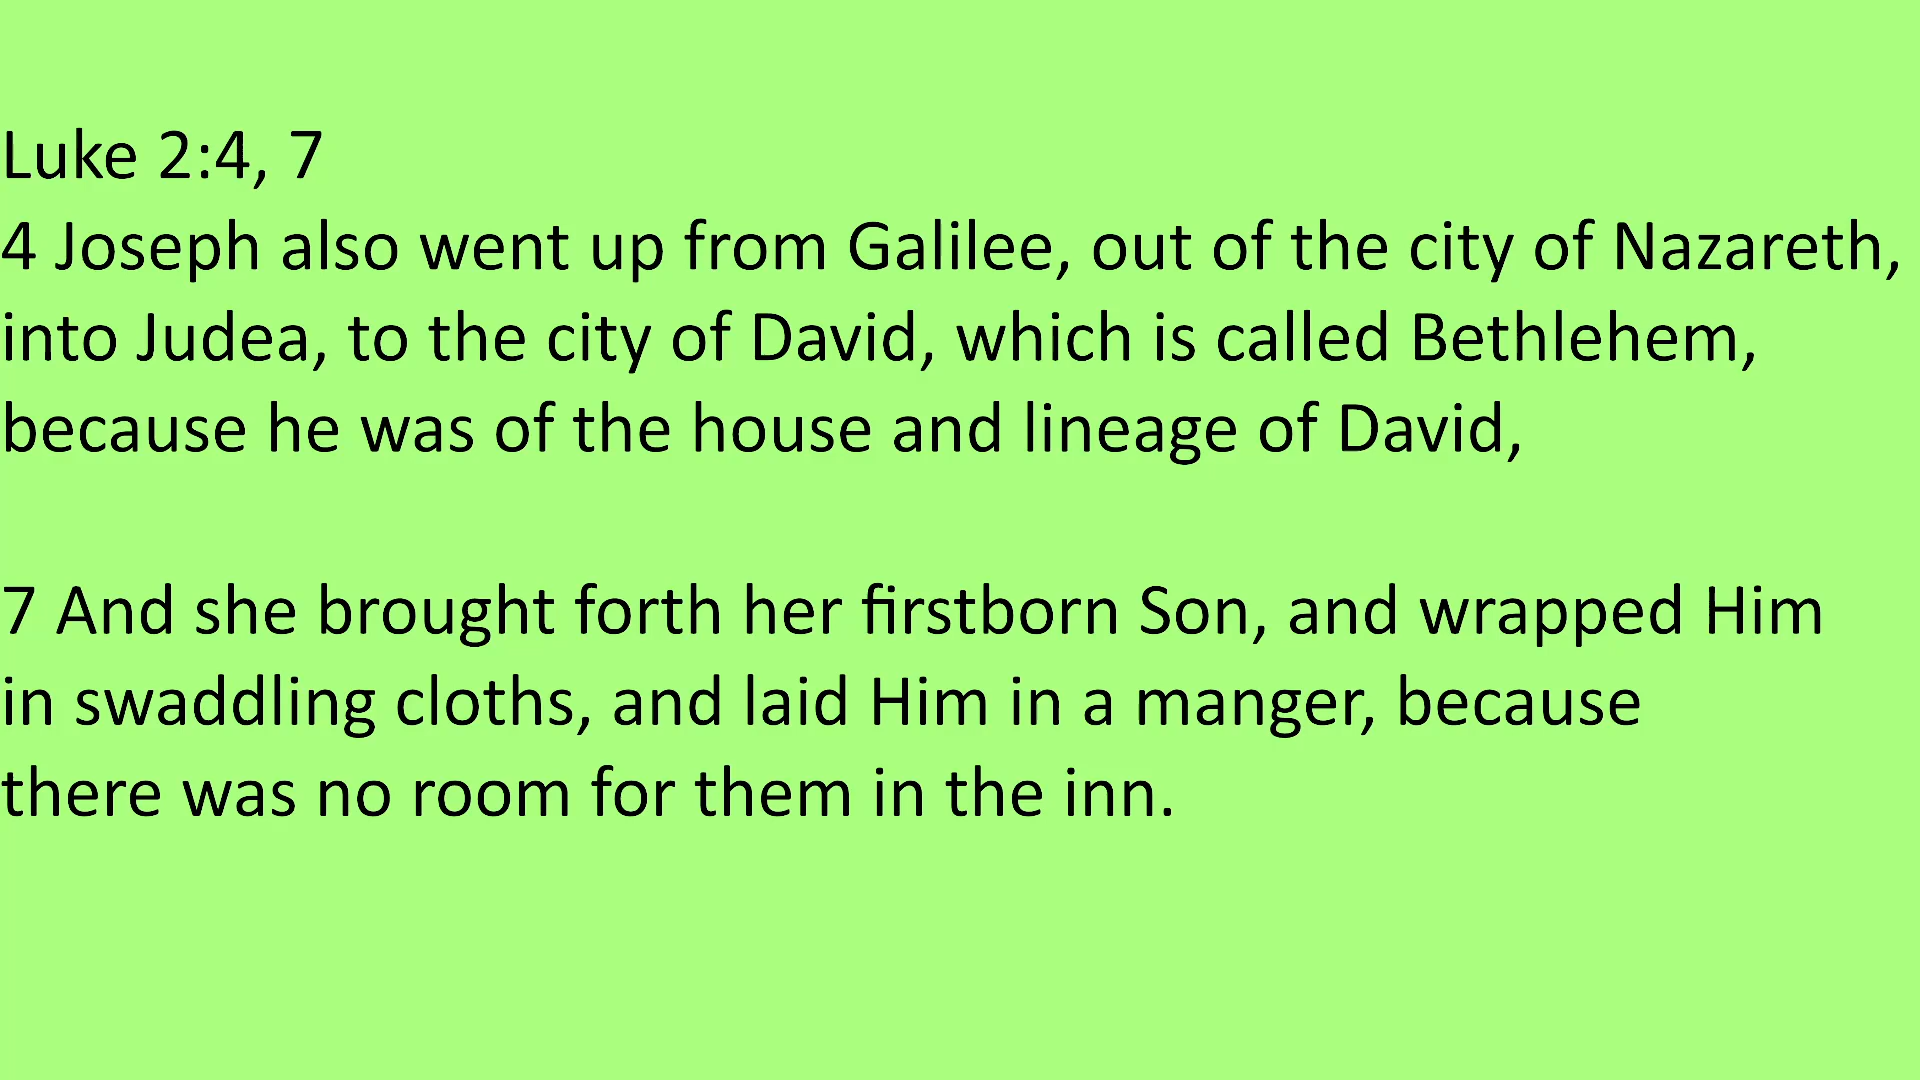 Luke 2:4, 7
4 Joseph also went up from Galilee, out of the city of Nazareth,
into Judea, to the city of David, which is called Bethlehem,
because he was of the house and lineage of David,
7 And she brought forth her firstborn Son, and wrapped Him
in swaddling cloths, and laid Him in a manger, because
there was no room for them in the inn.